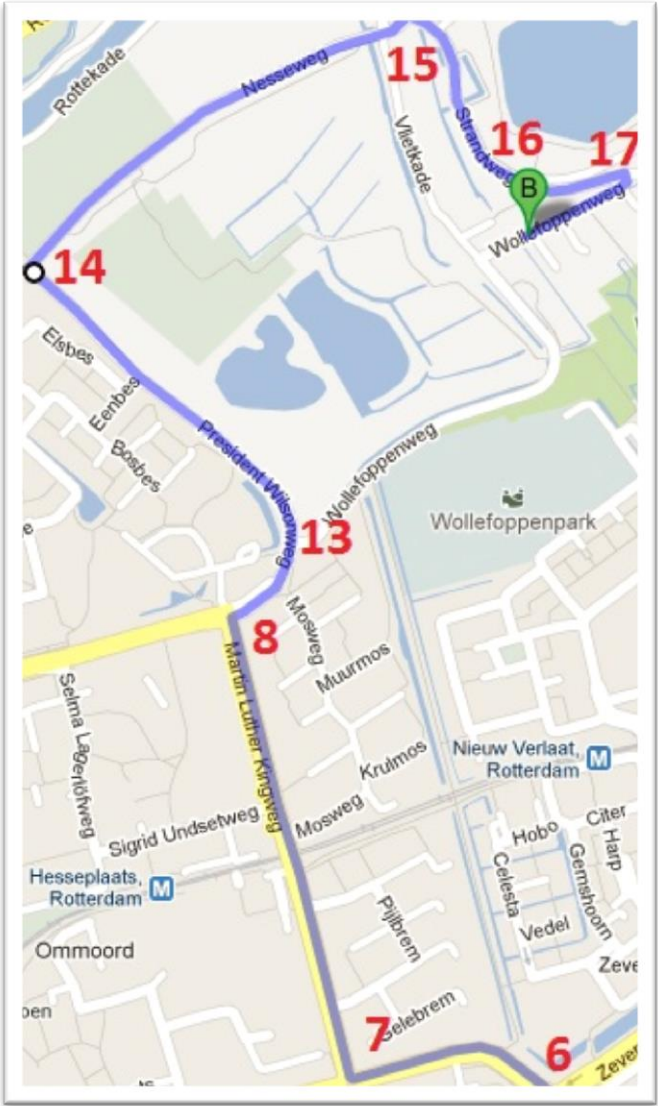 Rottekade
Nesseweg
15
Vlietkade
Strandweg
16
17
B
Wollefoppenweg
14
Elsbes
Eenbes
Bosbes
President Wilsonweg
Wollefoppenweg
13
Wollefoppenpark
8
Mosweg
Muurmos
Martin Luther Kingweg
Selma Lagerlöfweg
Krulmos
Nieuw Verlaat,
Rotterdam
M
Mosweg
Sigrid Undsetweg
Hobo
Citer
Harp
Celesta
Gemshoorn
Hesseplaats,
Rotterdam
M
Pijlbrem
Vedel
Ommoord
Zeve
pen
7
Gelebrem
6
Zever